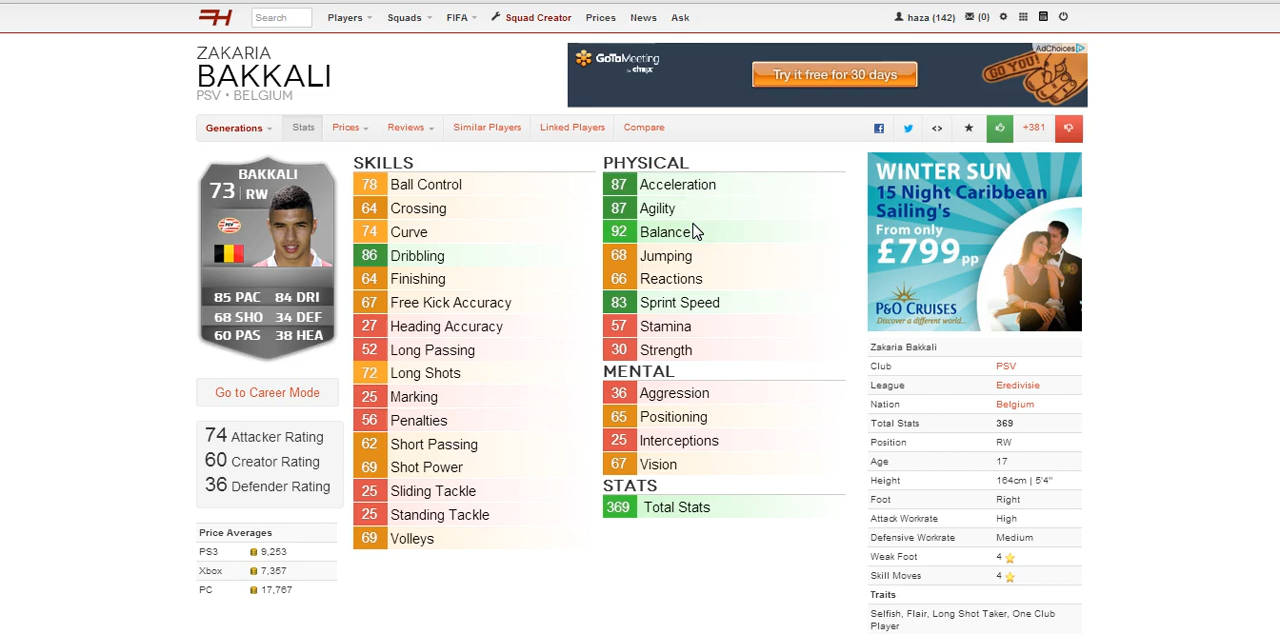 Search
Players
Squads
FIFA
Squad Creator
Prices
News
Ask
haza (142)
(0)
ZAKARIA
BAKKALI
PSV • BELGIUM
GoToMeeting
by CITRIX
Try it free for 30 days
AdChoices
GO YOU!
Generations
Stats
Prices
Reviews
Similar Players
Linked Players
Compare
+381
BAKKALI
73 RW
PSV
85 PAC 84 DRI
68 SHO 34 DEF
60 PAS 38 HEA
Go to Career Mode
74 Attacker Rating
60 Creator Rating
36 Defender Rating
Price Averages
PS3 9,253
Xbox 7,357
PC 17,767
SKILLS
78 Ball Control
64 Crossing
74 Curve
86 Dribbling
64 Finishing
67 Free Kick Accuracy
27 Heading Accuracy
52 Long Passing
72 Long Shots
25 Marking
56 Penalties
62 Short Passing
69 Shot Power
25 Sliding Tackle
25 Standing Tackle
69 Volleys
PHYSICAL
87 Acceleration
87 Agility
92 Balance
68 Jumping
66 Reactions
83 Sprint Speed
57 Stamina
30 Strength
MENTAL
36 Aggression
65 Positioning
25 Interceptions
67 Vision
STATS
369 Total Stats
WINTER SUN
15 Night Caribbean
Sailing's
From only
£799pp
P&O CRUISES
Discover a different world...
Zakaria Bakkali
Club PSV
League Eredivisie
Nation Belgium
Total Stats 369
Position RW
Age 17
Height 164cm | 5'4"
Foot Right
Attack Workrate High
Defensive Workrate Medium
Weak Foot 4
Skill Moves 4
Traits
Selfish, Flair, Long Shot Taker, One Club
Player